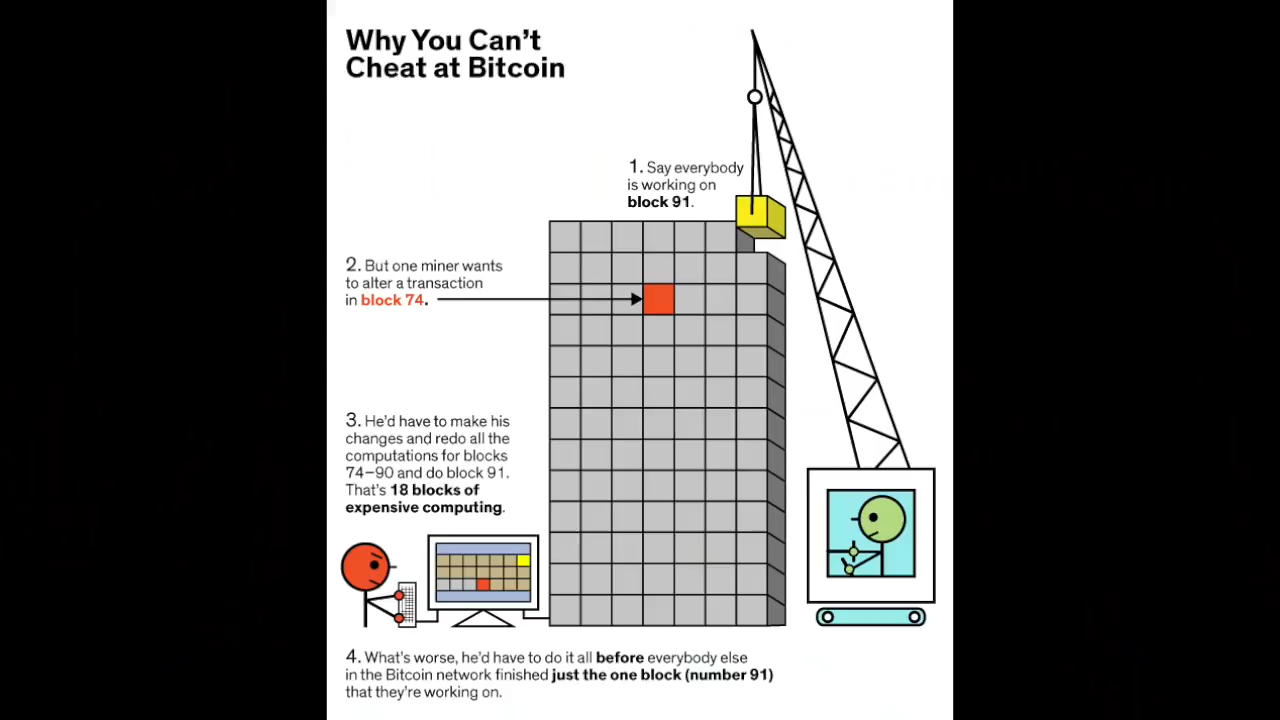 Why You Can't
Cheat at Bitcoin
1. Say everybody
is working on
block 91.
2. But one miner wants
to alter a transaction
in block 74.
3. He'd have to make his
changes and redo all the
computations for blocks
74–90 and do block 91.
That's 18 blocks of
expensive computing.
4. What's worse, he'd have to do it all before everybody else
in the Bitcoin network finished just the one block (number 91)
that they're working on.